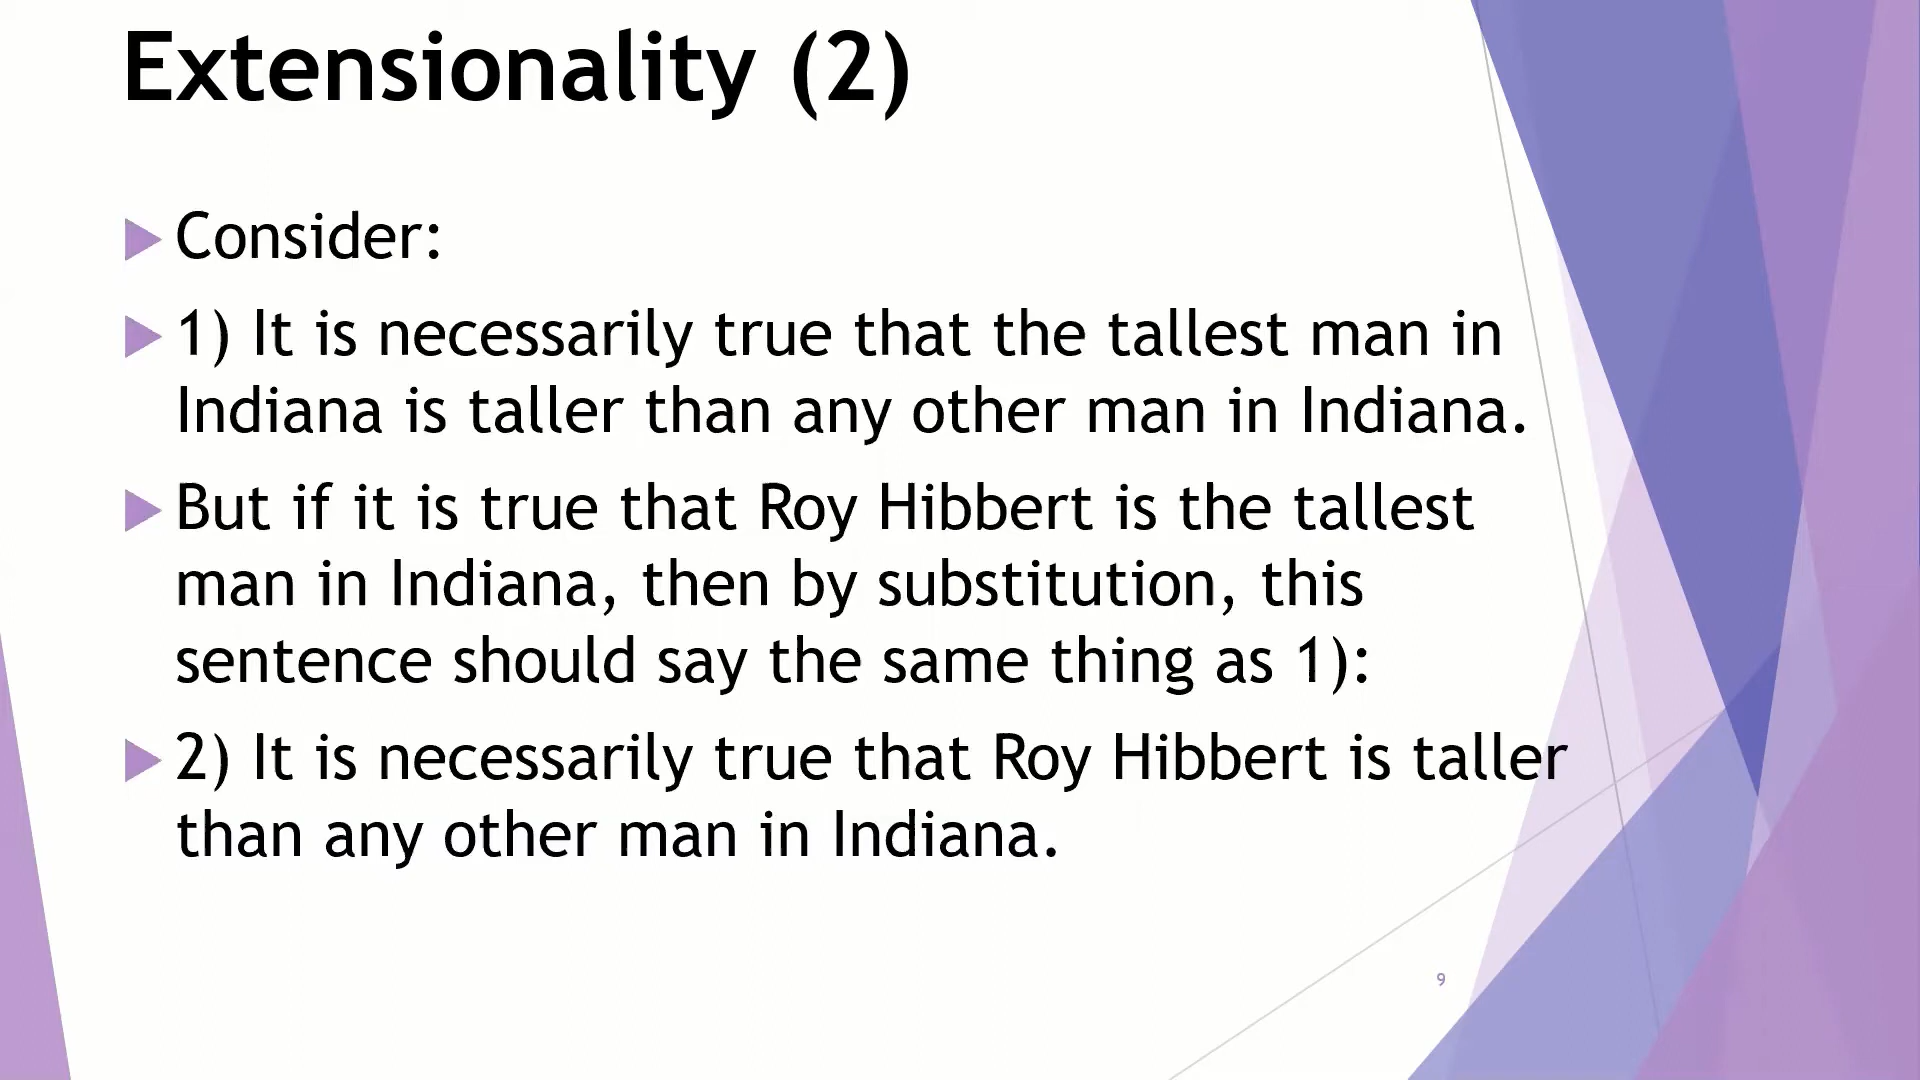 Extensionality (2)
Consider:
1) It is necessarily true that the tallest man in
Indiana is taller than any other man in Indiana.
But if it is true that Roy Hibbert is the tallest
man in Indiana, then by substitution, this
sentence should say the same thing as 1):
2) It is necessarily true that Roy Hibbert is taller
than any other man in Indiana.
9